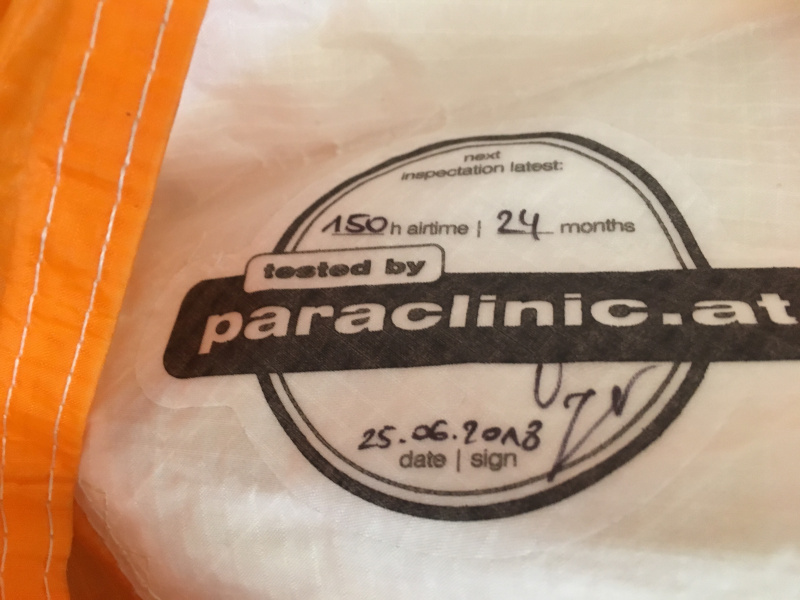 next
inspectation latest:
150 h airtime | 24 months
tested by
paraclinic.at
25.06.2018
date | sign